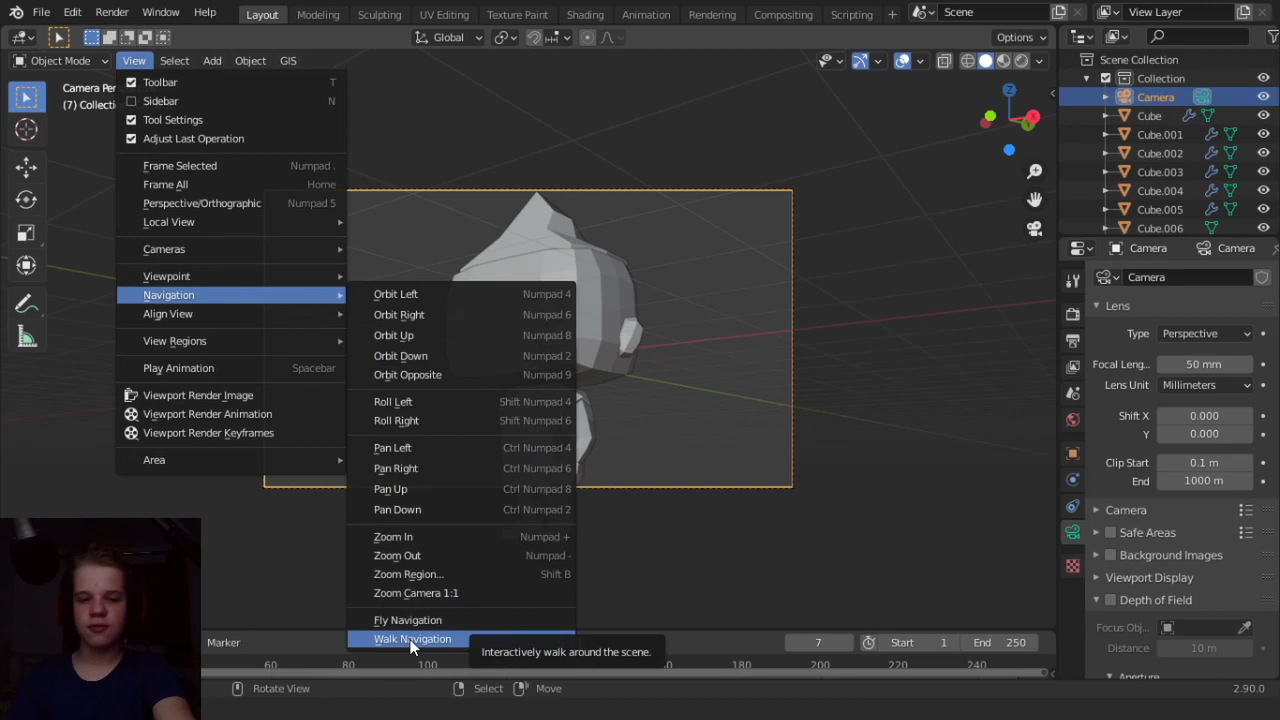 File Edit Render Window Help Layout Modeling Sculpting UV Editing Texture Paint Shading Animation Rendering Compositing Scripting + Scene View Layer
Global Options
Object Mode View Select Add Object GIS
Scene Collection
Collection
Camera
Cube
Cube.001
Cube.002
Cube.003
Cube.004
Cube.005
Cube.006
Camera Per
(7) Collecti
Z
X
Y
Toolbar T
Sidebar N
Tool Settings
Adjust Last Operation
Frame Selected Numpad .
Frame All Home
Perspective/Orthographic Numpad 5
Local View
Cameras
Viewpoint
Navigation
Align View
View Regions
Play Animation Spacebar
Viewport Render Image
Viewport Render Animation
Viewport Render Keyframes
Area
Orbit Left Numpad 4
Orbit Right Numpad 6
Orbit Up Numpad 8
Orbit Down Numpad 2
Orbit Opposite Numpad 9
Roll Left Shift Numpad 4
Roll Right Shift Numpad 6
Pan Left Ctrl Numpad 4
Pan Right Ctrl Numpad 6
Pan Up Ctrl Numpad 8
Pan Down Ctrl Numpad 2
Zoom In Numpad +
Zoom Out Numpad -
Zoom Region... Shift B
Zoom Camera 1:1
Fly Navigation
Walk Navigation
Interactively walk around the scene.
Camera Camera
Camera
Lens
Type Perspective
Focal Leng... 50 mm
Lens Unit Millimeters
Shift X 0.000
Y 0.000
Clip Start 0.1 m
End 1000 m
Camera
Safe Areas
Background Images
Viewport Display
Depth of Field
Focus Obj...
Distance 10 m
Aperture
Marker 7 Start 1 End 250
60 80 100 120 140 160 180 200 220 240
Rotate View Select Move 2.90.0